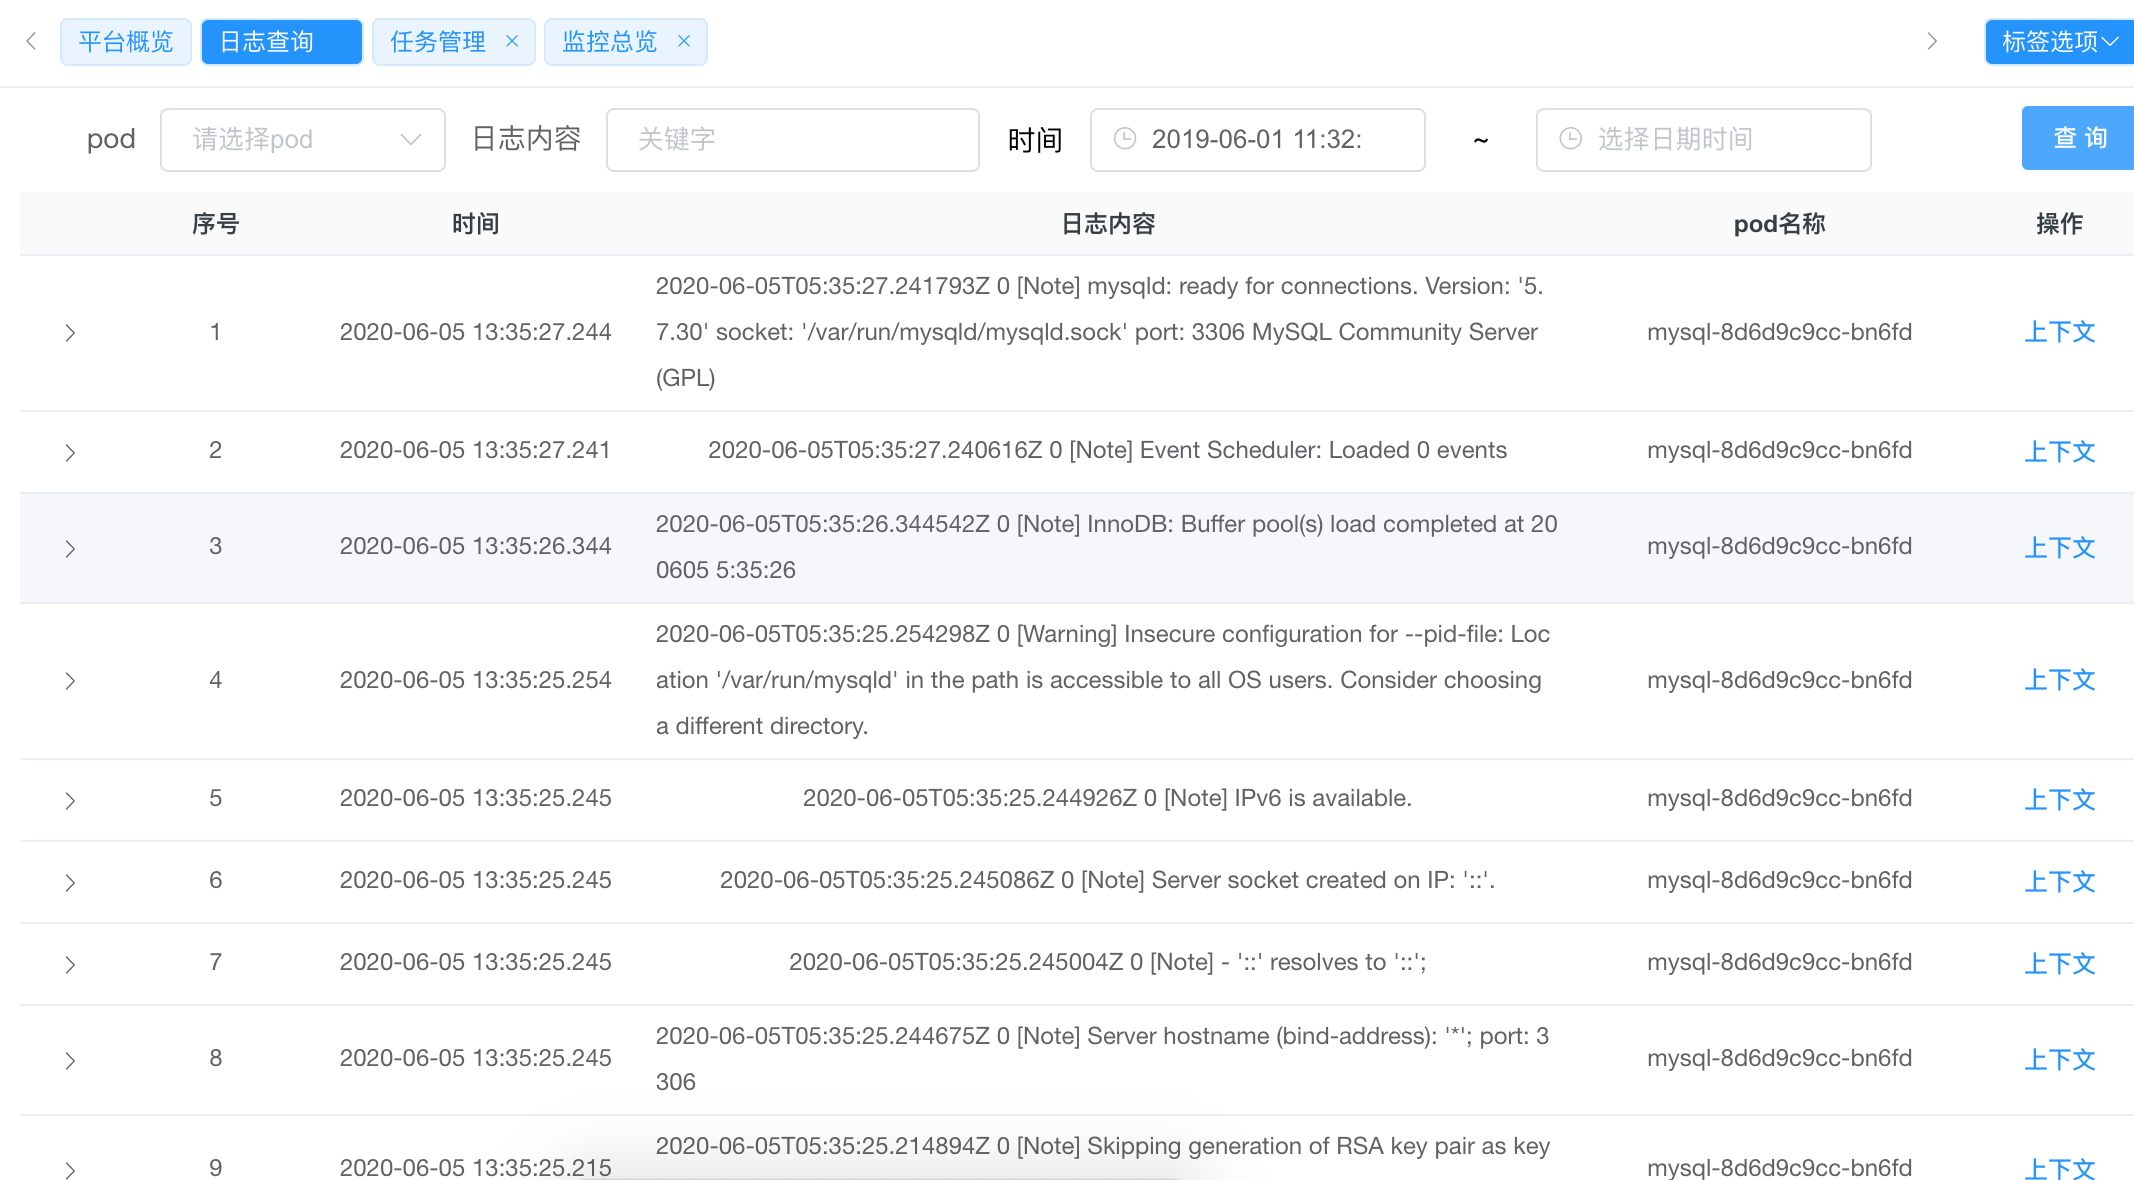 平台概览 日志查询 任务管理 × 监控总览 × 标签选项
pod 请选择pod 日志内容 关键字 时间 2019-06-01 11:32: ~ 选择日期时间 查 询
序号 时间 日志内容 pod名称 操作
2020-06-05T05:35:27.241793Z 0 [Note] mysqld: ready for connections. Version: '5.
1 2020-06-05 13:35:27.244 7.30' socket: '/var/run/mysqld/mysqld.sock' port: 3306 MySQL Community Server mysql-8d6d9c9cc-bn6fd 上下文
(GPL)
2 2020-06-05 13:35:27.241 2020-06-05T05:35:27.240616Z 0 [Note] Event Scheduler: Loaded 0 events mysql-8d6d9c9cc-bn6fd 上下文
2020-06-05T05:35:26.344542Z 0 [Note] InnoDB: Buffer pool(s) load completed at 20
3 2020-06-05 13:35:26.344 mysql-8d6d9c9cc-bn6fd 上下文
0605 5:35:26
2020-06-05T05:35:25.254298Z 0 [Warning] Insecure configuration for --pid-file: Loc
4 2020-06-05 13:35:25.254 ation '/var/run/mysqld' in the path is accessible to all OS users. Consider choosing mysql-8d6d9c9cc-bn6fd 上下文
a different directory.
5 2020-06-05 13:35:25.245 2020-06-05T05:35:25.244926Z 0 [Note] IPv6 is available. mysql-8d6d9c9cc-bn6fd 上下文
6 2020-06-05 13:35:25.245 2020-06-05T05:35:25.245086Z 0 [Note] Server socket created on IP: '::'. mysql-8d6d9c9cc-bn6fd 上下文
7 2020-06-05 13:35:25.245 2020-06-05T05:35:25.245004Z 0 [Note] - '::' resolves to '::'; mysql-8d6d9c9cc-bn6fd 上下文
2020-06-05T05:35:25.244675Z 0 [Note] Server hostname (bind-address): '*'; port: 3
8 2020-06-05 13:35:25.245 mysql-8d6d9c9cc-bn6fd 上下文
306
2020-06-05T05:35:25.214894Z 0 [Note] Skipping generation of RSA key pair as key
9 2020-06-05 13:35:25.215 mysql-8d6d9c9cc-bn6fd 上下文